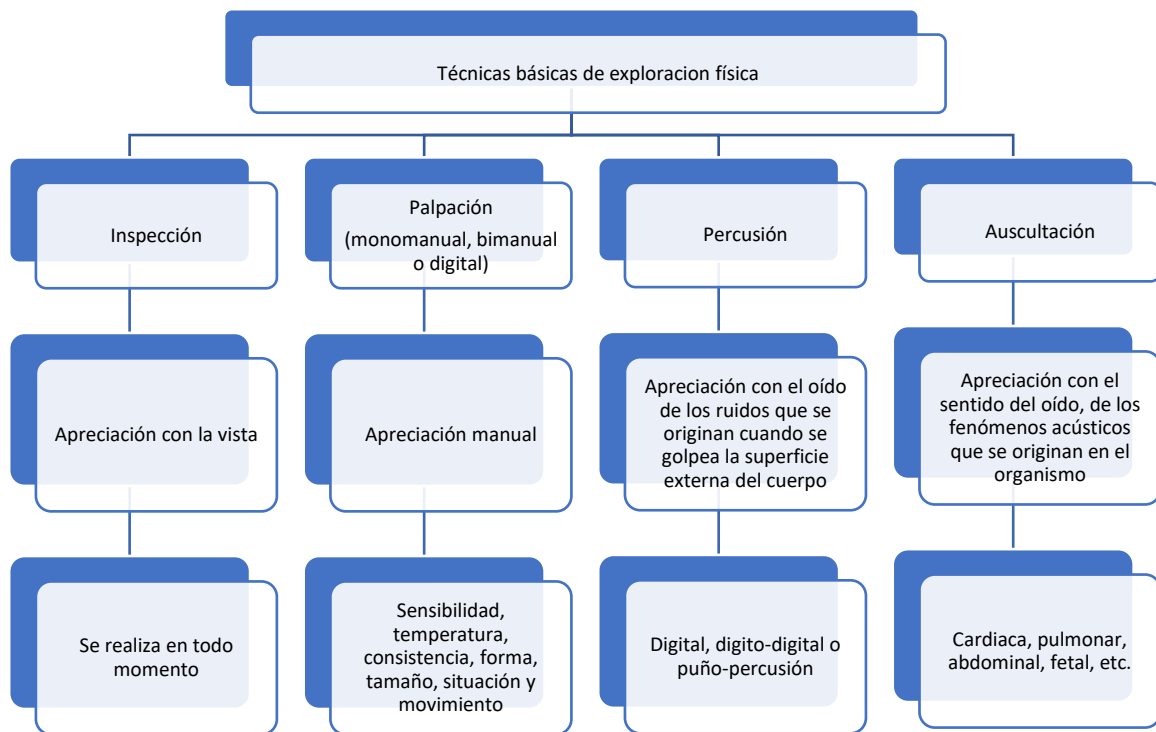 Técnicas básicas de exploracion física
Inspección
Palpación
(monomanual, bimanual
o digital)
Percusión
Auscultación
Apreciación con la vista
Apreciación manual
Apreciación con el oído
de los ruidos que se
originan cuando se
golpea la superficie
externa del cuerpo
Apreciación con el
sentido del oído, de los
fenómenos acústicos
que se originan en el
organismo
Se realiza en todo
momento
Sensibilidad,
temperatura,
consistencia, forma,
tamaño, situación y
movimiento
Digital, digito-digital o
puño-percusión
Cardiaca, pulmonar,
abdominal, fetal, etc.